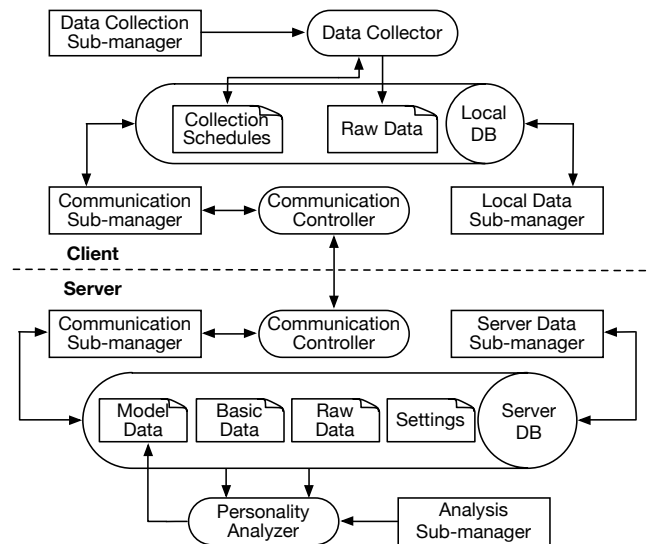 Data Collection
Sub-manager
Data Collector
Collection
Schedules
Raw Data
Local
DB
Communication
Sub-manager
Communication
Controller
Local Data
Sub-manager
Client
Server
Communication
Sub-manager
Communication
Controller
Server Data
Sub-manager
Model
Data
Basic
Data
Raw
Data
Settings
Server
DB
Personality
Analyzer
Analysis
Sub-manager